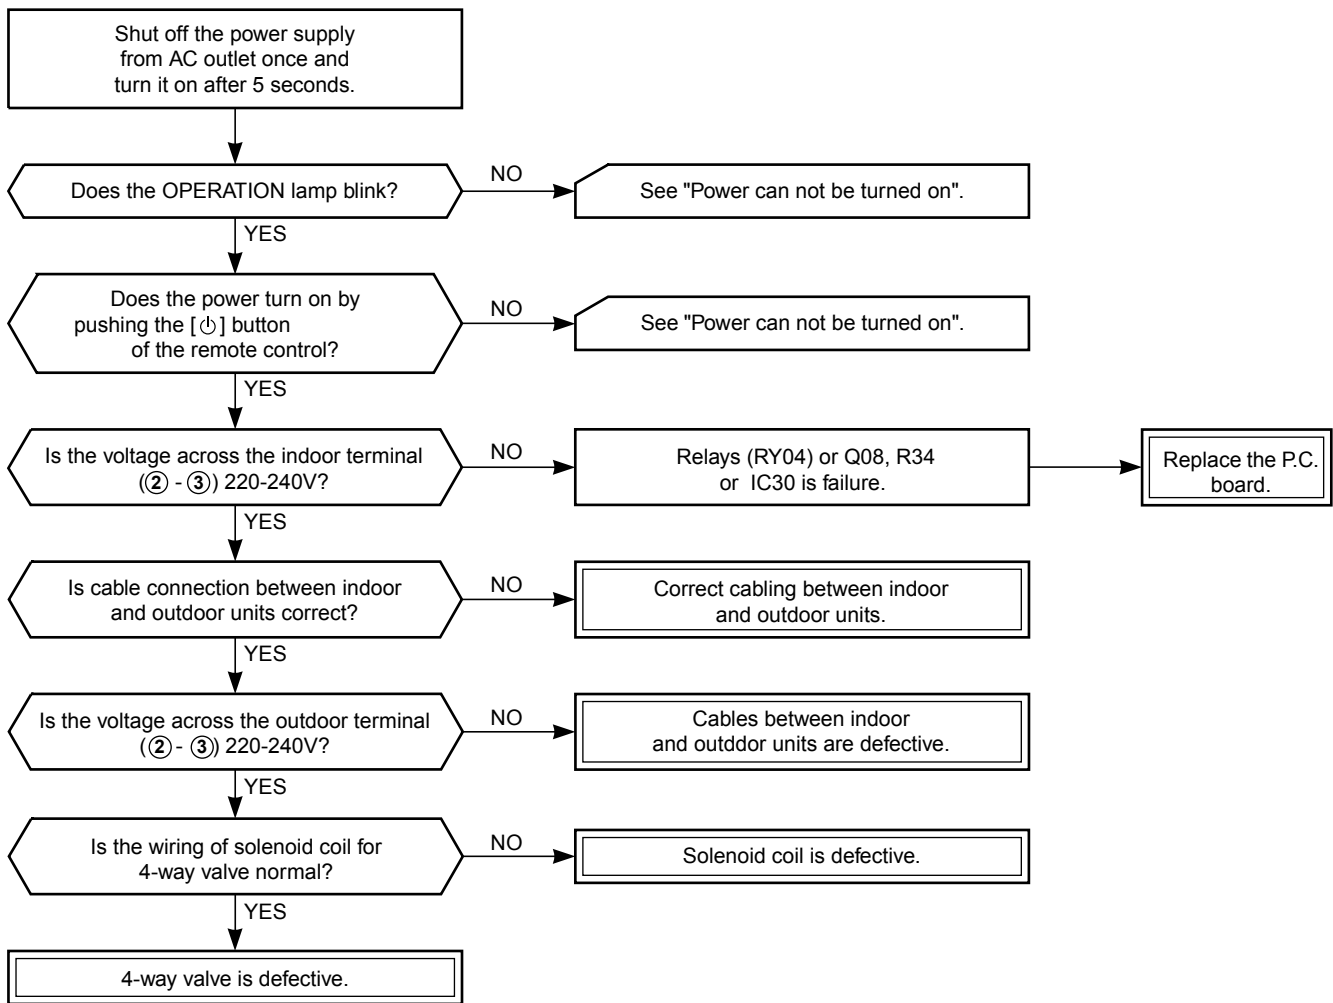 Shut off the power supply
from AC outlet once and
turn it on after 5 seconds.
Does the OPERATION lamp blink?
NO
See "Power can not be turned on".
YES
Does the power turn on by
pushing the [⏻] button
of the remote control?
NO
See "Power can not be turned on".
YES
Is the voltage across the indoor terminal
(② - ③) 220-240V?
NO
Relays (RY04) or Q08, R34
or IC30 is failure.
Replace the P.C.
board.
YES
Is cable connection between indoor
and outdoor units correct?
NO
Correct cabling between indoor
and outdoor units.
YES
Is the voltage across the outdoor terminal
(② - ③) 220-240V?
NO
Cables between indoor
and outddor units are defective.
YES
Is the wiring of solenoid coil for
4-way valve normal?
NO
Solenoid coil is defective.
YES
4-way valve is defective.